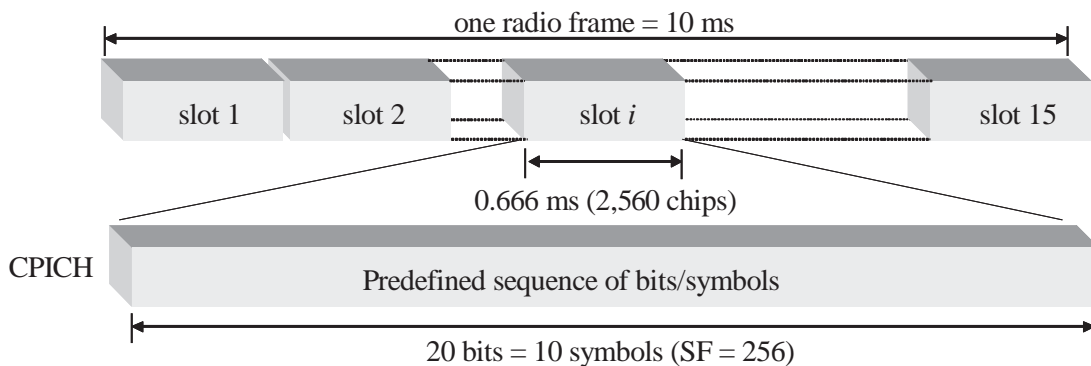 one radio frame = 10 ms
slot 1 slot 2 slot i slot 15
0.666 ms (2,560 chips)
CPICH Predefined sequence of bits/symbols
20 bits = 10 symbols (SF = 256)